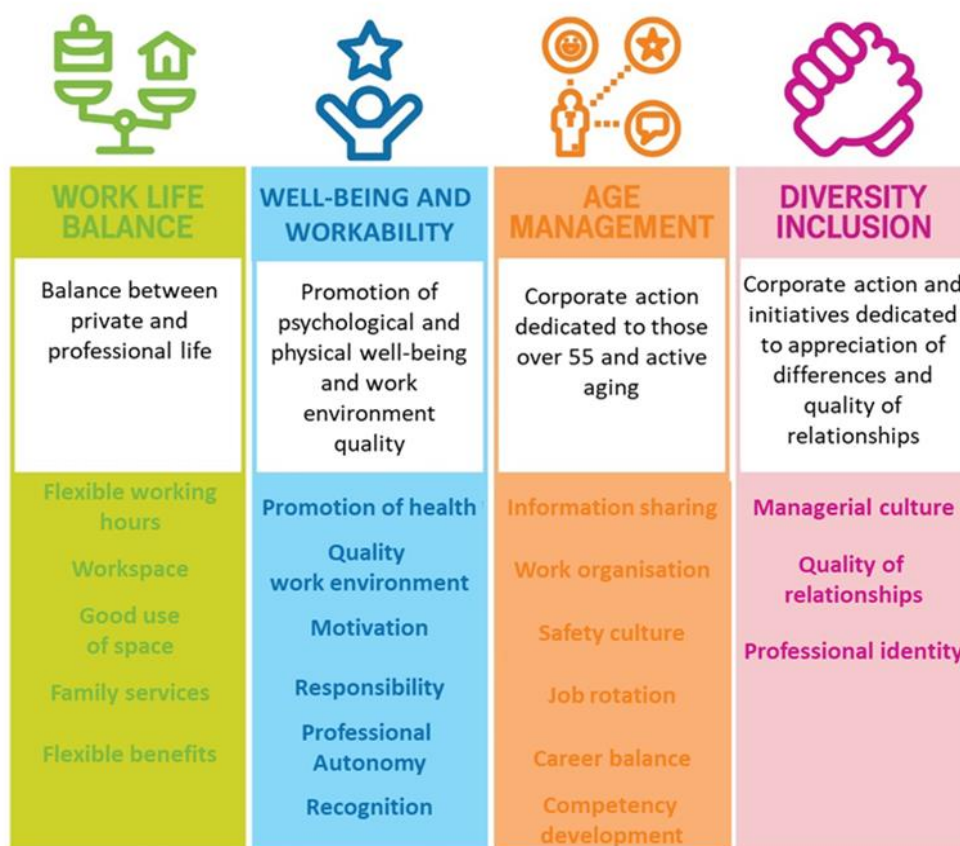 WORK LIFE
BALANCE
Balance between
private and
professional life
Flexible working
hours
Workspace
Good use
of space
Family services
Flexible benefits
WELL-BEING AND
WORKABILITY
Promotion of
psychological and
physical well-being
and work
environment
quality
Promotion of health
Quality
work environment
Motivation
Responsibility
Professional
Autonomy
Recognition
AGE
MANAGEMENT
Corporate action
dedicated to those
over 55 and active
aging
Information sharing
Work organisation
Safety culture
Job rotation
Career balance
Competency
development
DIVERSITY
INCLUSION
Corporate action and
initiatives dedicated
to appreciation of
differences and
quality of
relationships
Managerial culture
Quality of
relationships
Professional identity